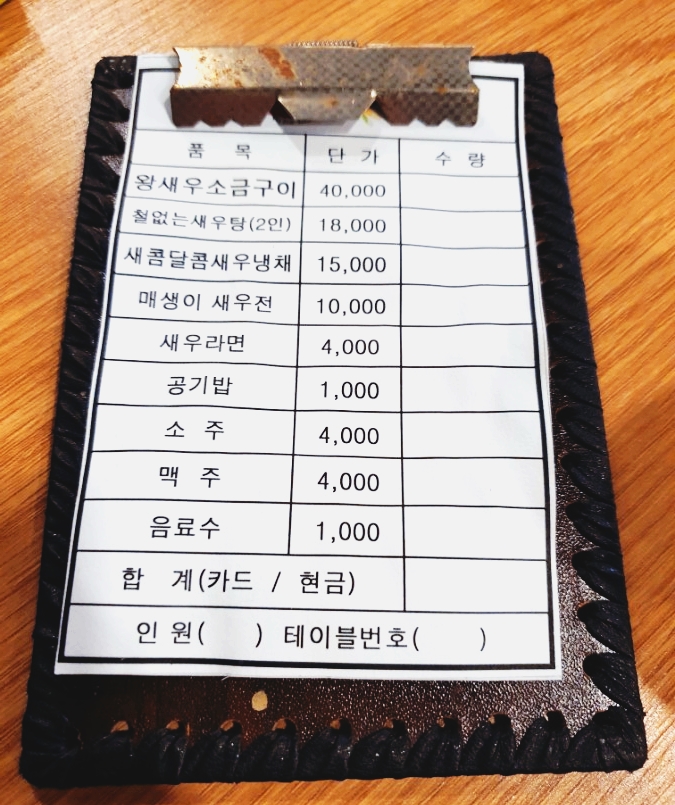 품 목 단 가 수 량
왕새우소금구이 40,000
철없는새우탕(2인) 18,000
새콤달콤새우냉채 15,000
매생이 새우전 10,000
새우라면 4,000
공기밥 1,000
소 주 4,000
맥 주 4,000
음료수 1,000
합 계(카드 / 현금)
인 원( ) 테이블번호( )